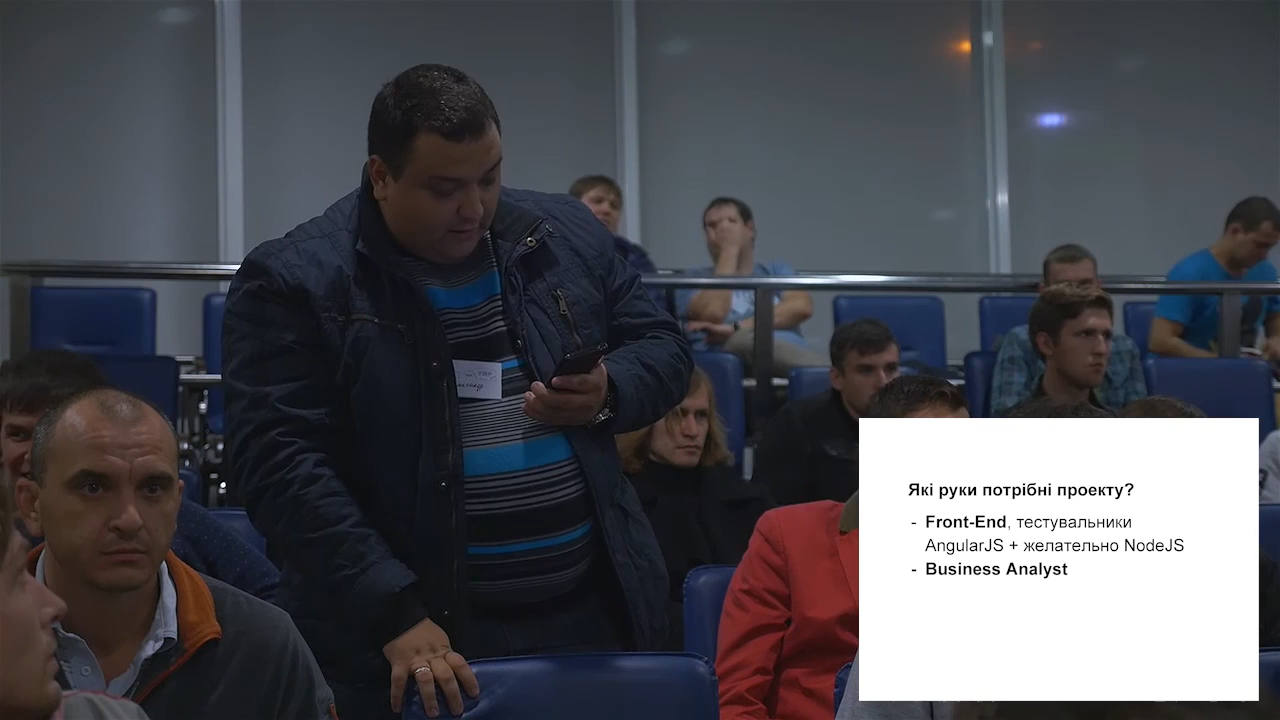 Які руки потрібні проекту?
- Front-End, тестувальники
AngularJS + желательно NodeJS
- Business Analyst